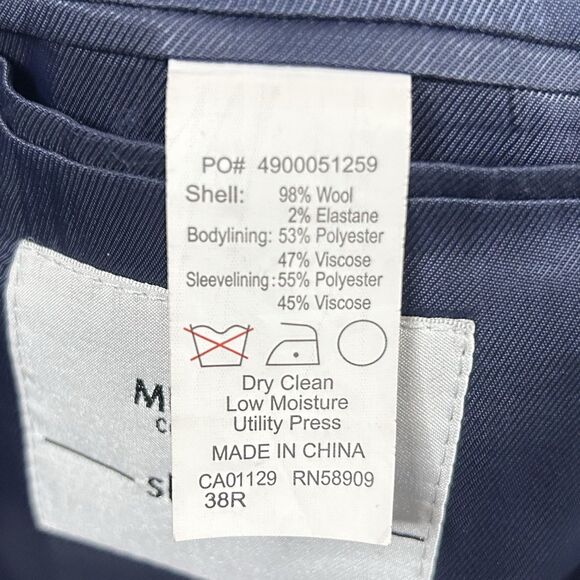 PO# 4900051259
Shell: 98% Wool
2% Elastane
Bodylining: 53% Polyester
47% Viscose
Sleevelining: 55% Polyester
45% Viscose
Dry Clean
Low Moisture
Utility Press
MADE IN CHINA
CA01129 RN58909
38R